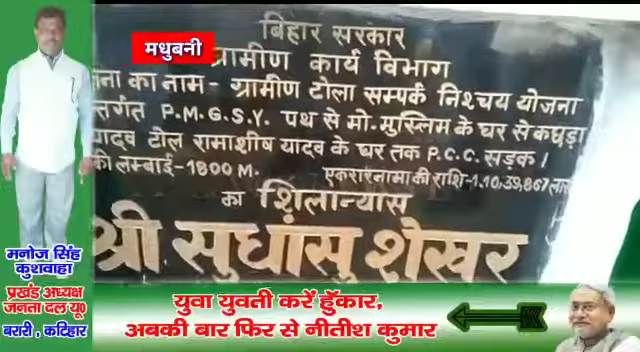 बिहार सरकार
मधुबनी
ग्रामीण कार्य विभाग
ना का नाम- ग्रामीण टोला सम्पर्क निश्चय योजना
र्गत P.M.G.S.Y. पथ से मो. मुस्लिम के घर से कघड़ा
यादव टोल रामाशीष यादव के घर तक P.C.C. सड़क।
की लम्बाई-1800 M. एकरारनामा की राशि-1,10,39,867
का शिलान्यास
श्री सुधांसु शेखर
मनोज सिंह
कुशवाहा
प्रखंड अध्यक्ष
जनता दल यू०
बरारी , कटिहार
युवा युवती करें हुँकार,
अबकी बार फिर से नीतीश कुमार